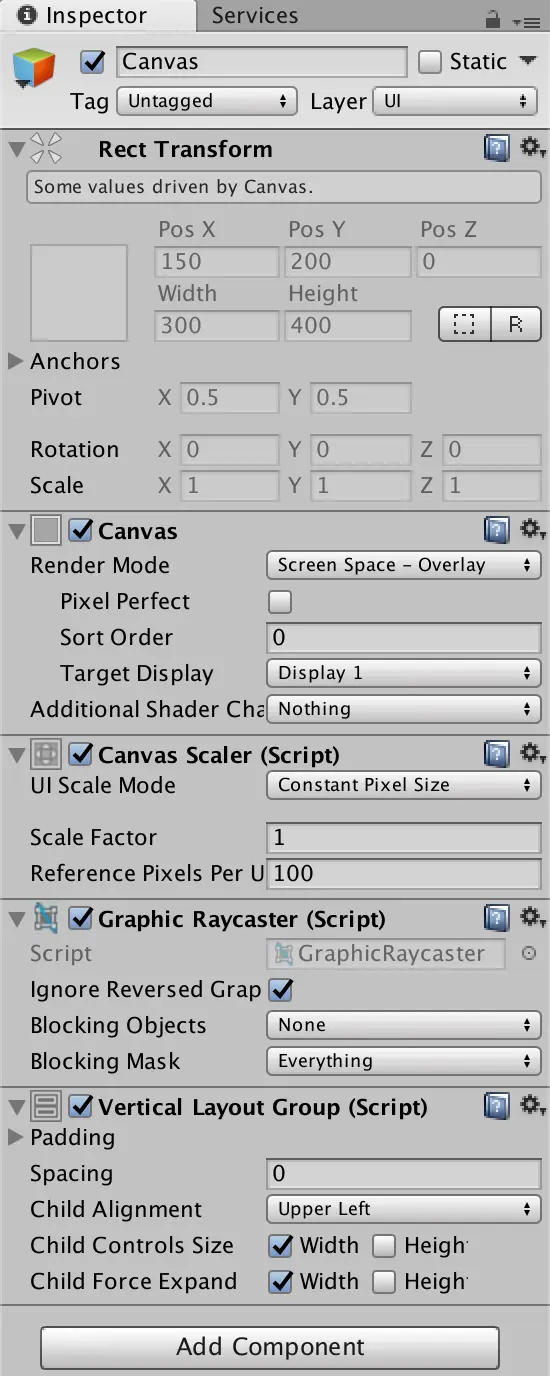 Inspector Services
Canvas Static
Tag Untagged Layer UI
Rect Transform
Some values driven by Canvas.
Pos X Pos Y Pos Z
150 200 0
Width Height
300 400 R
Anchors
Pivot X 0.5 Y 0.5
Rotation X 0 Y 0 Z 0
Scale X 1 Y 1 Z 1
Canvas
Render Mode Screen Space - Overlay
Pixel Perfect
Sort Order 0
Target Display Display 1
Additional Shader Cha Nothing
Canvas Scaler (Script)
UI Scale Mode Constant Pixel Size
Scale Factor 1
Reference Pixels Per U 100
Graphic Raycaster (Script)
Script GraphicRaycaster
Ignore Reversed Grap
Blocking Objects None
Blocking Mask Everything
Vertical Layout Group (Script)
Padding
Spacing 0
Child Alignment Upper Left
Child Controls Size Width Heigh
Child Force Expand Width Heigh
Add Component